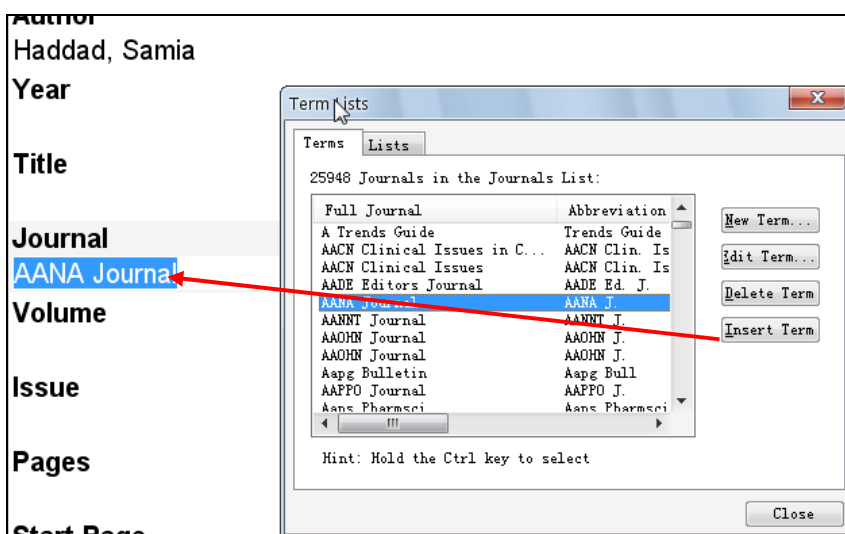 Author
Haddad, Samia
Year
Title
Journal
AANA Journal
Volume
Issue
Pages
Start Page
Term Lists
Terms Lists
25948 Journals in the Journals List:
Full Journal Abbreviation
A Trends Guide Trends Guide
AACN Clinical Issues in C... AACN Clin. Is
AACN Clinical Issues AACN Clin. Is
AADE Editors Journal AADE Ed. J.
AANA Journal AANA J.
AANNT Journal AANNT J.
AAOHN Journal AAOHN J.
AAOHN Journal AAOHN J.
Aapg Bulletin Aapg Bull
AAPPO Journal AAPPO J.
Aaps Pharmsci Aaps Pharmsci
New Term...
Edit Term...
Delete Term
Insert Term
Hint: Hold the Ctrl key to select
Close